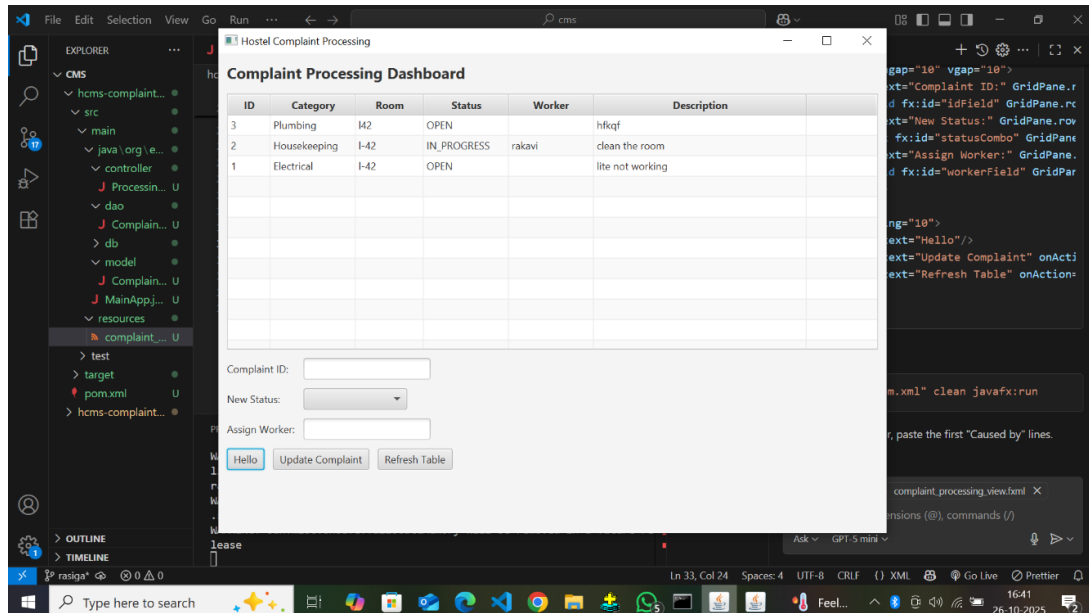 File Edit Selection View Go Run ··· cms
EXPLORER ···
CMS
hcms-complaint...
src
main
java\org\e...
controller
J Processin... U
dao
J Complain... U
db
model
J Complain... U
J MainApp.j... U
resources
complaint_... U
test
target
pom.xml U
hcms-complaint...
OUTLINE
TIMELINE
17
1
Hostel Complaint Processing
Complaint Processing Dashboard
ID Category Room Status Worker Description
3 Plumbing I42 OPEN hfkqf
2 Housekeeping I-42 IN_PROGRESS rakavi clean the room
1 Electrical I-42 OPEN lite not working
Complaint ID:
New Status:
Assign Worker:
Hello Update Complaint Refresh Table
lease
gap="10" vgap="10">
ext="Complaint ID:" GridPane.r
d fx:id="idField" GridPane.ro
ext="New Status:" GridPane.row
fx:id="statusCombo" GridPane
ext="Assign Worker:" GridPane.
d fx:id="workerField" GridPan
ng="10">
ext="Hello"/>
ext="Update Complaint" onActi
ext="Refresh Table" onAction=
m.xml" clean javafx:run
r, paste the first "Caused by" lines.
complaint_processing_view.fxml
ensions (@), commands (/)
Ask GPT-5 mini
rasiga* 0 0 Ln 33, Col 24 Spaces: 4 UTF-8 CRLF {} XML Go Live Prettier
Type here to search Feel... 16:41
26-10-2025